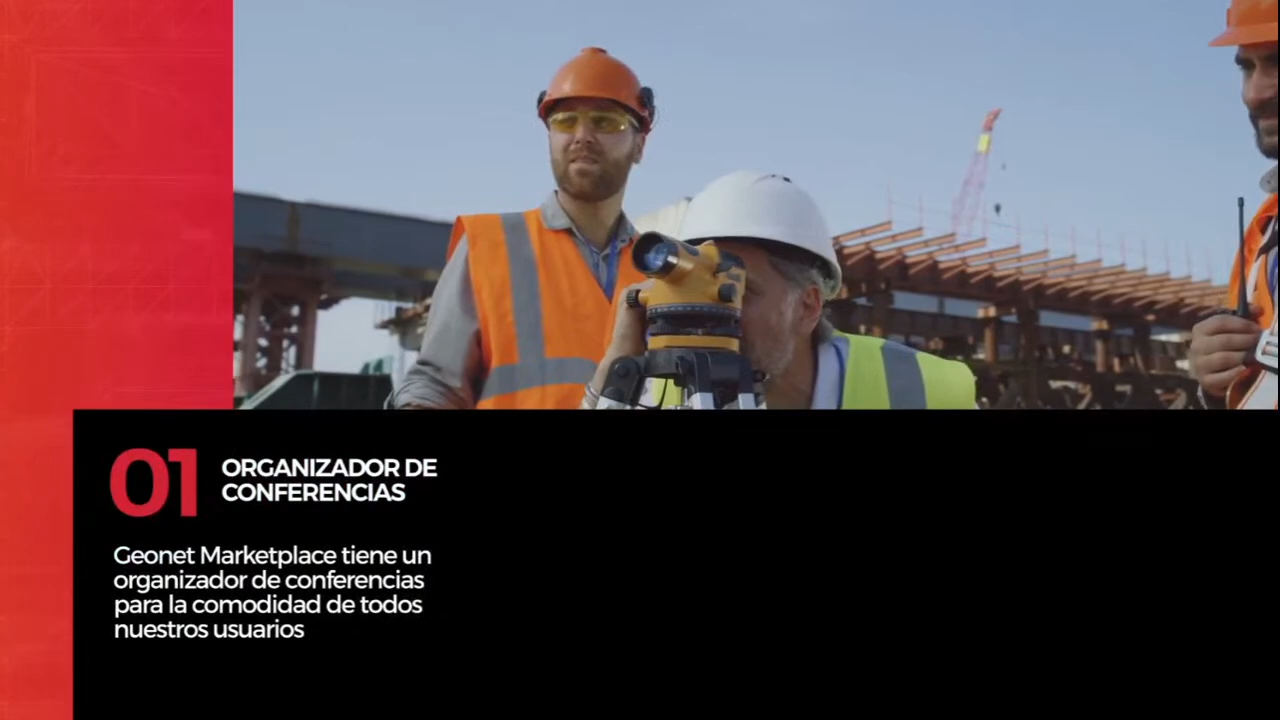 01
ORGANIZADOR DE
CONFERENCIAS
Geonet Marketplace tiene un
organizador de conferencias
para la comodidad de todos
nuestros usuarios